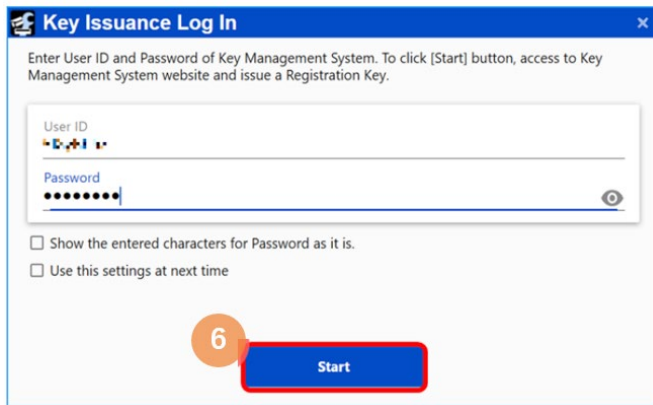 Key Issuance Log In
Enter User ID and Password of Key Management System. To click [Start] button, access to Key
Management System website and issue a Registration Key.
User ID
Password
••••••••
Show the entered characters for Password as it is.
Use this settings at next time
6
Start